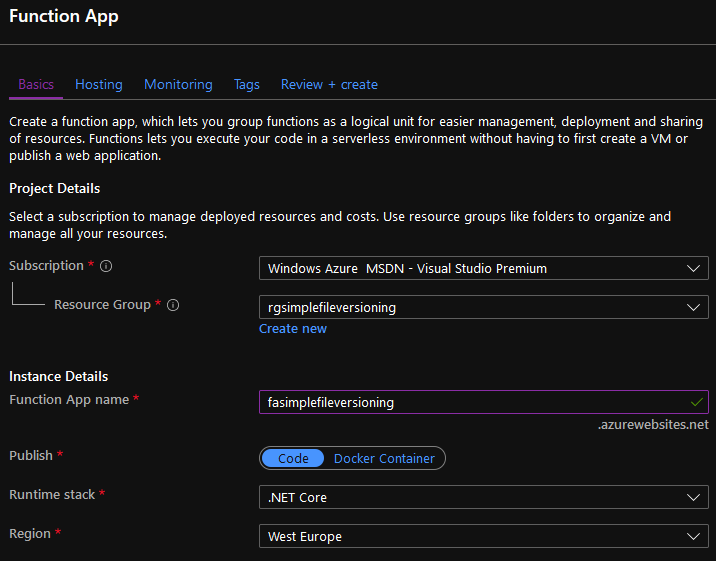 Function App
Basics Hosting Monitoring Tags Review + create
Create a function app, which lets you group functions as a logical unit for easier management, deployment and sharing
of resources. Functions lets you execute your code in a serverless environment without having to first create a VM or
publish a web application.
Project Details
Select a subscription to manage deployed resources and costs. Use resource groups like folders to organize and
manage all your resources.
Subscription * Windows Azure MSDN - Visual Studio Premium
Resource Group * rgsimplefileversioning
Create new
Instance Details
Function App name * fasimplefileversioning
.azurewebsites.net
Publish * Code Docker Container
Runtime stack * .NET Core
Region * West Europe